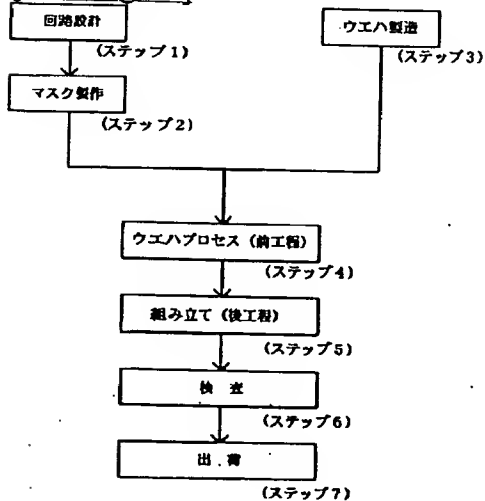 回路設計
(ステップ1)
ウエハ製造
(ステップ3)
マスク製作
(ステップ2)
ウエハプロセス (前工程)
(ステップ4)
組み立て (後工程)
(ステップ5)
検 査
(ステップ6)
出 荷
(ステップ7)